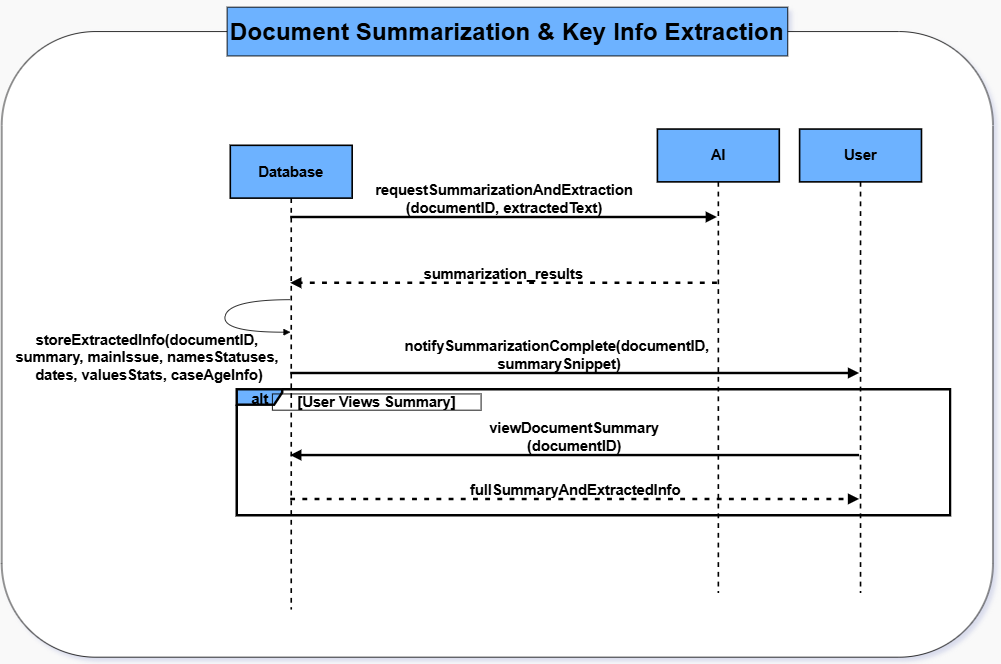 Document Summarization & Key Info Extraction
Database
AI
User
requestSummarizationAndExtraction
(documentID, extractedText)
summarization_results
storeExtractedInfo(documentID,
summary, mainIssue, namesStatuses,
dates, valuesStats, caseAgeInfo)
notifySummarizationComplete(documentID,
summarySnippet)
alt
[User Views Summary]
viewDocumentSummary
(documentID)
fullSummaryAndExtractedInfo